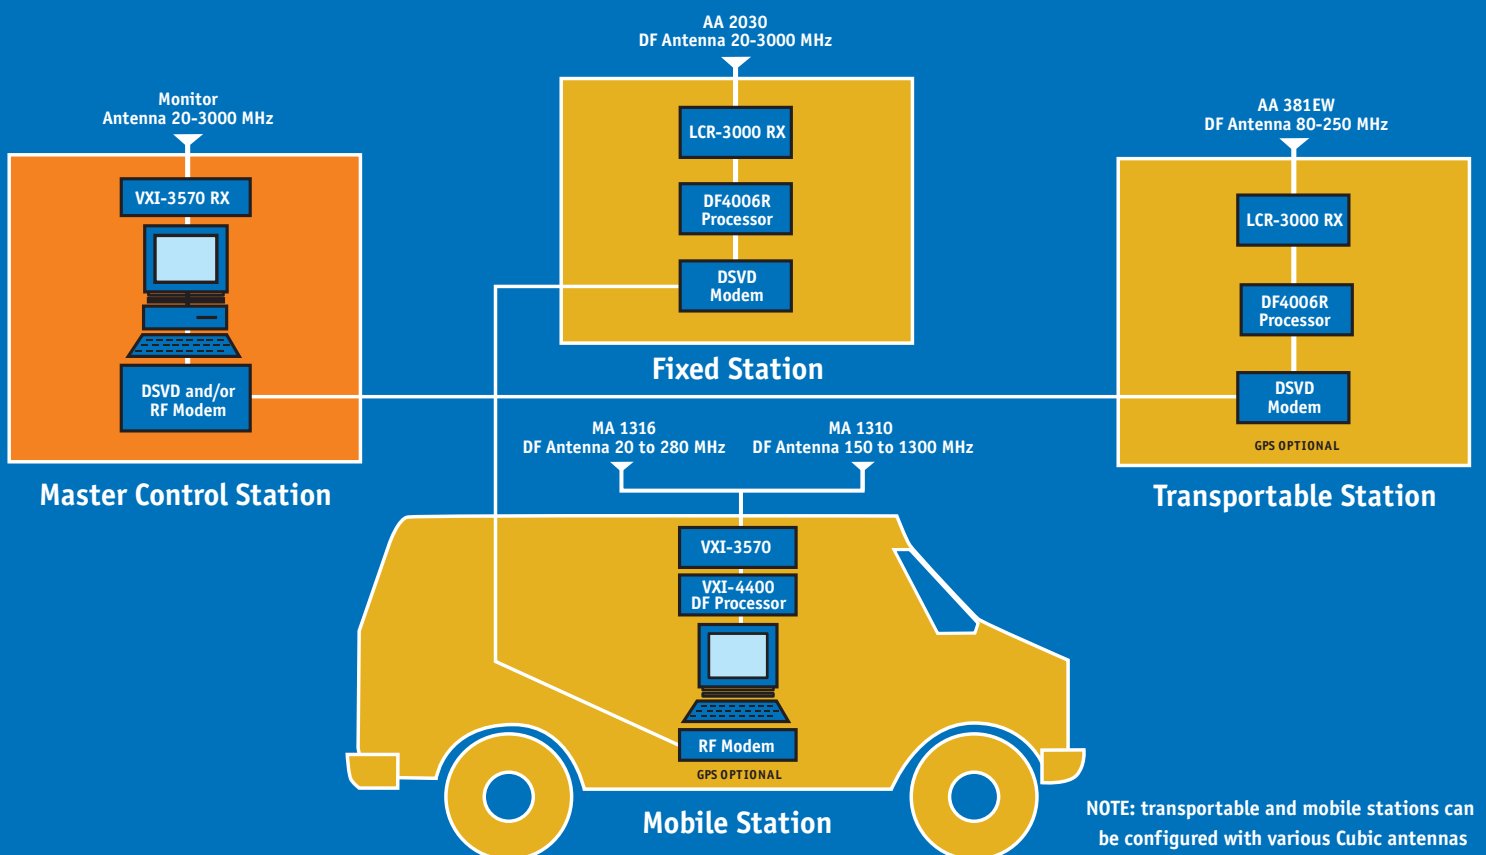 AA 2030
DF Antenna 20-3000 MHz
LCR-3000 RX
DF4006R
Processor
DSVD
Modem
Fixed Station
Monitor
Antenna 20-3000 MHz
VXI-3570 RX
DSVD and/or
RF Modem
Master Control Station
AA 381EW
DF Antenna 80-250 MHz
LCR-3000 RX
DF4006R
Processor
DSVD
Modem
GPS OPTIONAL
Transportable Station
MA 1316
DF Antenna 20 to 280 MHz
MA 1310
DF Antenna 150 to 1300 MHz
VXI-3570
VXI-4400
DF Processor
RF Modem
GPS OPTIONAL
Mobile Station
NOTE: transportable and mobile stations can
be configured with various Cubic antennas